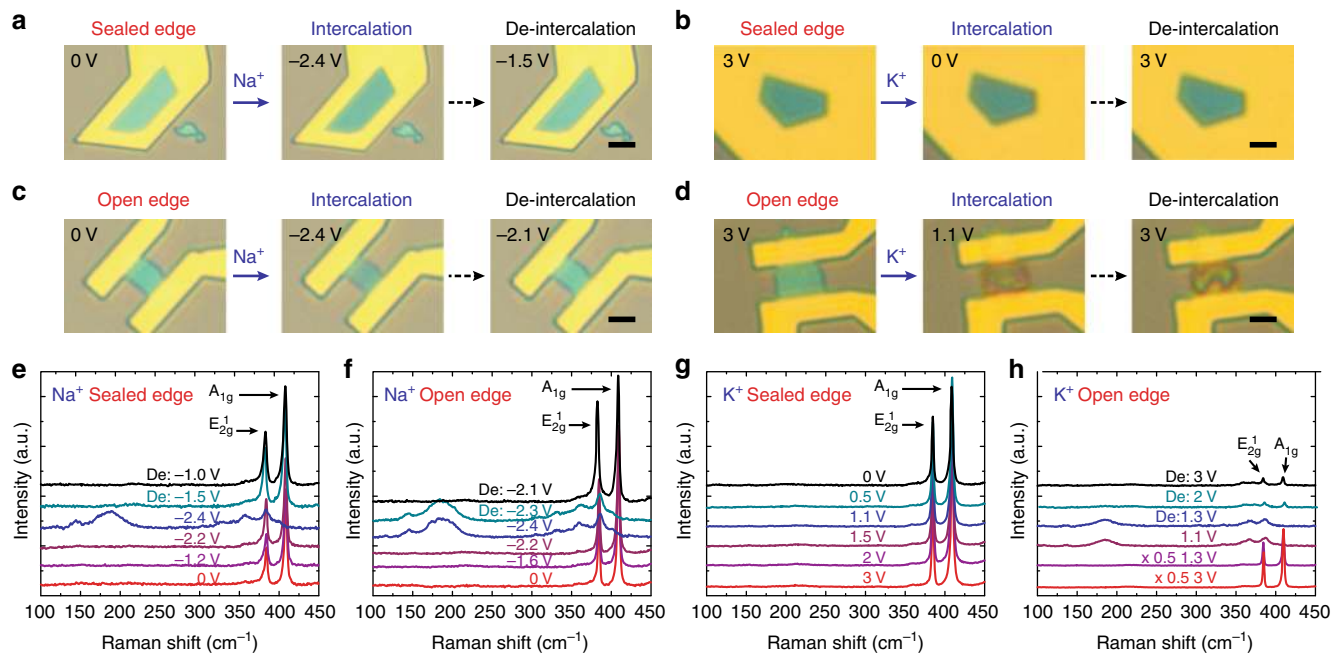 a
Sealed edge
Intercalation
De-intercalation
0 V
Na⁺
−2.4 V
−1.5 V
b
Sealed edge
Intercalation
De-intercalation
3 V
K⁺
0 V
3 V
c
Open edge
Intercalation
De-intercalation
0 V
Na⁺
−2.4 V
−2.1 V
d
Open edge
Intercalation
De-intercalation
3 V
K⁺
1.1 V
3 V
e
Na⁺ Sealed edge
A₁g
E¹₂g
De: −1.0 V
De: −1.5 V
−2.4 V
−2.2 V
−1.2 V
0 V
Intensity (a.u.)
100 150 200 250 300 350 400 450
Raman shift (cm⁻¹)
f
Na⁺ Open edge
A₁g
E¹₂g
De: −2.1 V
De: −2.3 V
−2.4 V
−2.2 V
−1.6 V
0 V
Intensity (a.u.)
100 150 200 250 300 350 400 450
Raman shift (cm⁻¹)
g
K⁺ Sealed edge
A₁g
E¹₂g
0 V
0.5 V
1.1 V
1.5 V
2 V
3 V
Intensity (a.u.)
100 150 200 250 300 350 400 450
Raman shift (cm⁻¹)
h
K⁺ Open edge
E¹₂g A₁g
De: 3 V
De: 2 V
De:1.3 V
1.1 V
x 0.5 1.3 V
x 0.5 3 V
Intensity (a.u.)
100 150 200 250 300 350 400 450
Raman shift (cm⁻¹)